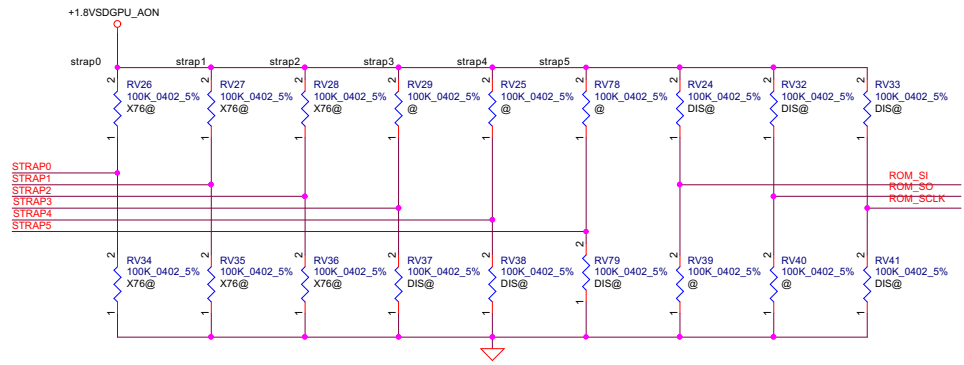 +1.8VSDGPU_AON
strap0 strap1 strap2 strap3 strap4 strap5
2 2 2 2 2 2 2 2 2
RV26 RV27 RV28 RV29 RV25 RV78 RV24 RV32 RV33
100K_0402_5% 100K_0402_5% 100K_0402_5% 100K_0402_5% 100K_0402_5% 100K_0402_5% 100K_0402_5% 100K_0402_5% 100K_0402_5%
X76@ X76@ X76@ @ @ @ DIS@ DIS@ DIS@
1 1 1 1 1 1 1 1 1
STRAP0
STRAP1
STRAP2
STRAP3
STRAP4
STRAP5
ROM_SI
ROM_SO
ROM_SCLK
2 2 2 2 2 2 2 2 2
RV34 RV35 RV36 RV37 RV38 RV79 RV39 RV40 RV41
100K_0402_5% 100K_0402_5% 100K_0402_5% 100K_0402_5% 100K_0402_5% 100K_0402_5% 100K_0402_5% 100K_0402_5% 100K_0402_5%
X76@ X76@ X76@ DIS@ DIS@ DIS@ @ @ DIS@
1 1 1 1 1 1 1 1 1